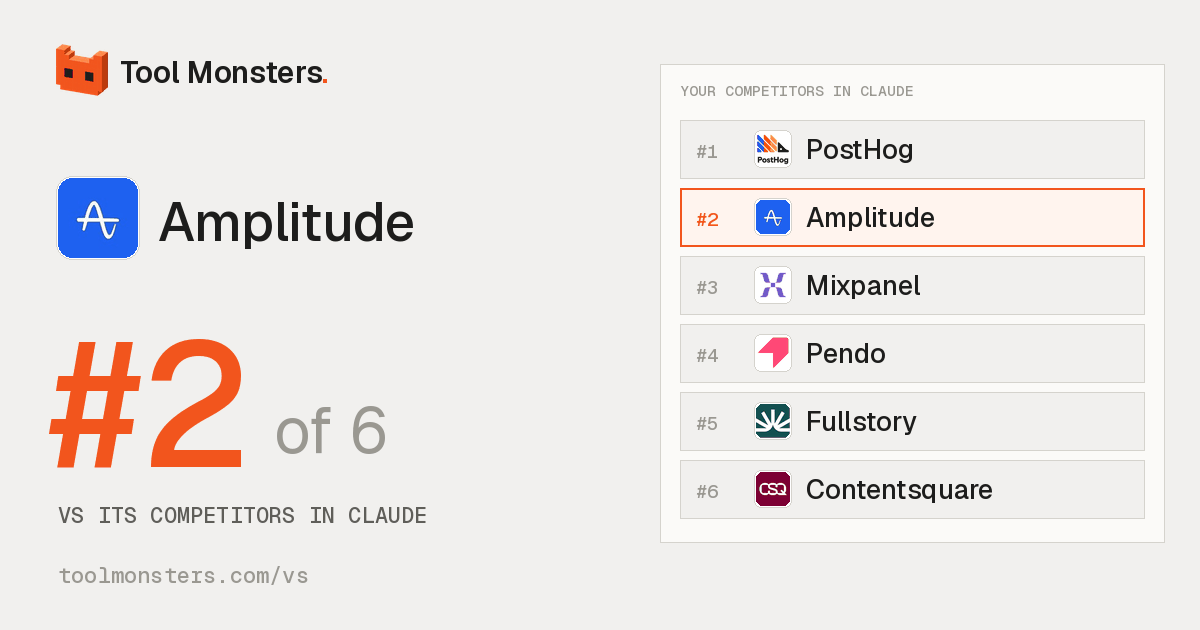 Tool Monsters.
Amplitude
#2 of 6
VS ITS COMPETITORS IN CLAUDE
toolmonsters.com/vs
YOUR COMPETITORS IN CLAUDE
#1 PostHog PostHog
#2 Amplitude
#3 Mixpanel
#4 Pendo
#5 Fullstory
#6 CSQ Contentsquare